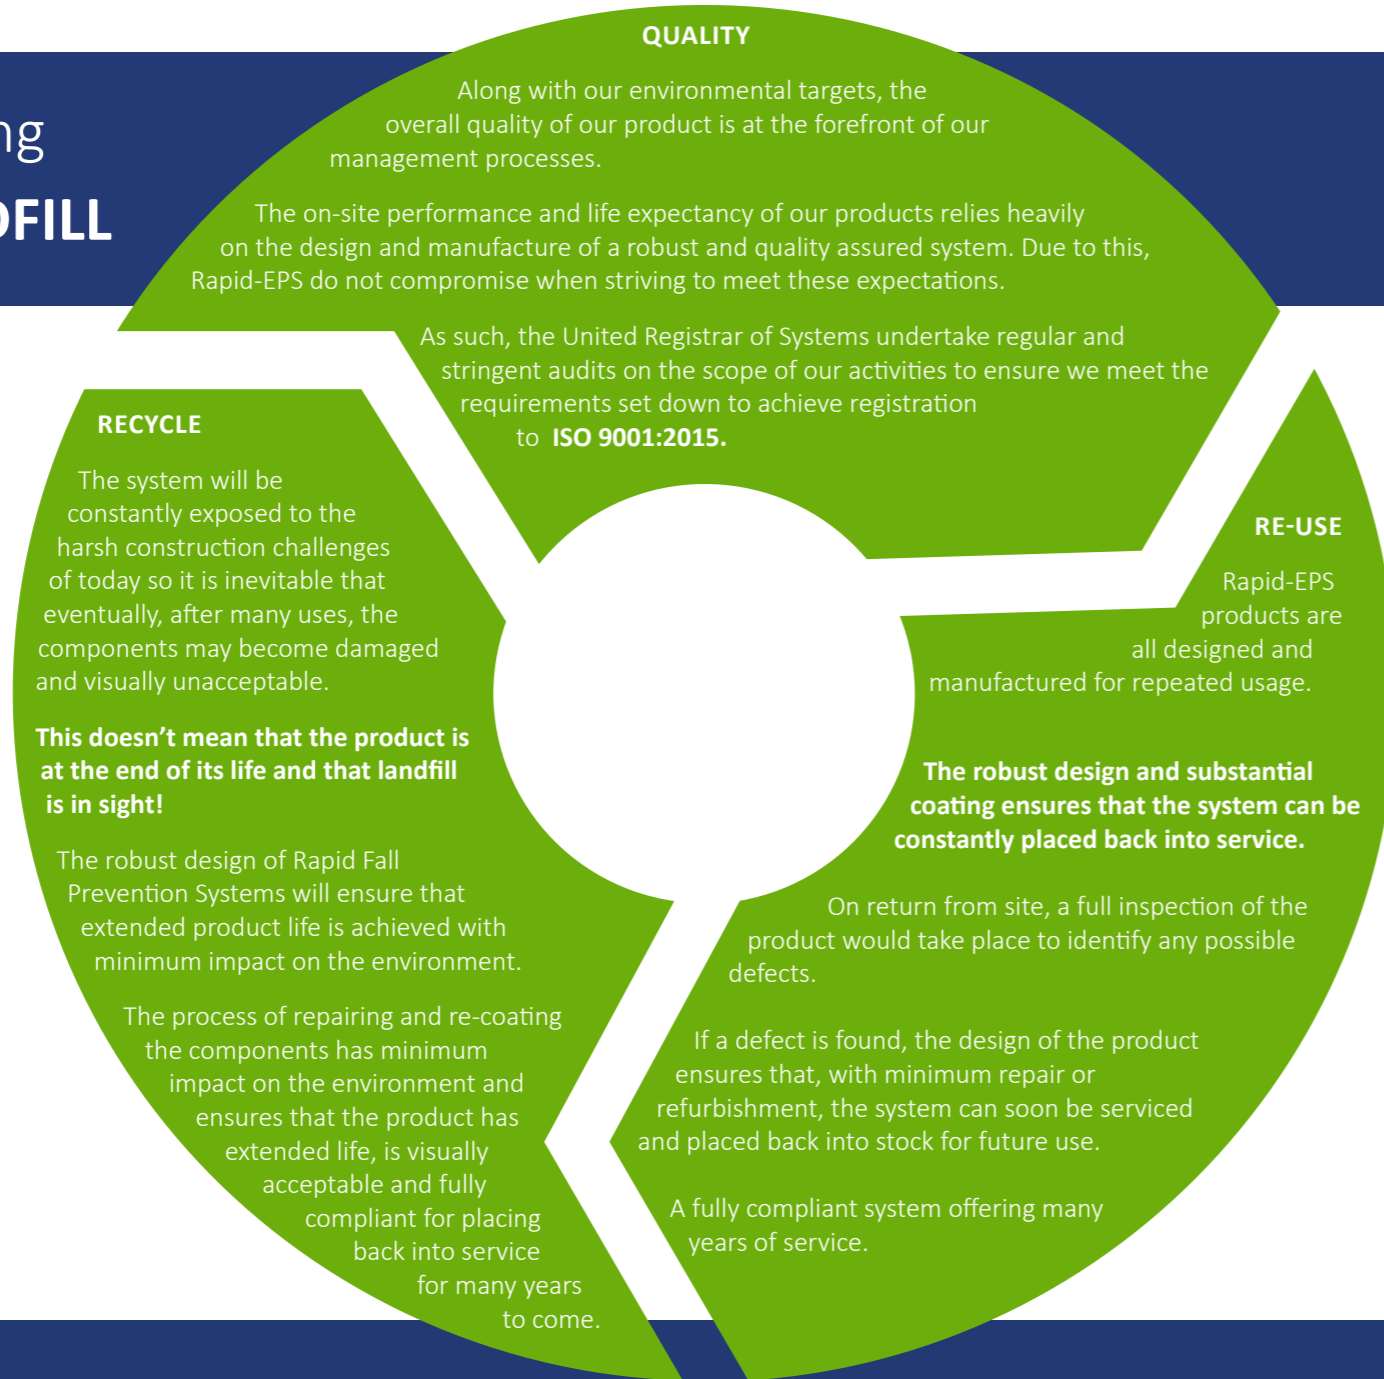 ng
DFILL
QUALITY
Along with our environmental targets, the
overall quality of our product is at the forefront of our
management processes.
The on-site performance and life expectancy of our products relies heavily
on the design and manufacture of a robust and quality assured system. Due to this,
Rapid-EPS do not compromise when striving to meet these expectations.
As such, the United Registrar of Systems undertake regular and
stringent audits on the scope of our activities to ensure we meet the
requirements set down to achieve registration
to ISO 9001:2015.
RECYCLE
The system will be
constantly exposed to the
harsh construction challenges
of today so it is inevitable that
eventually, after many uses, the
components may become damaged
and visually unacceptable.
This doesn’t mean that the product is
at the end of its life and that landfill
is in sight!
The robust design of Rapid Fall
Prevention Systems will ensure that
extended product life is achieved with
minimum impact on the environment.
The process of repairing and re-coating
the components has minimum
impact on the environment and
ensures that the product has
extended life, is visually
acceptable and fully
compliant for placing
back into service
for many years
to come.
RE-USE
Rapid-EPS
products are
all designed and
manufactured for repeated usage.
The robust design and substantial
coating ensures that the system can be
constantly placed back into service.
On return from site, a full inspection of the
product would take place to identify any possible
defects.
If a defect is found, the design of the product
ensures that, with minimum repair or
refurbishment, the system can soon be serviced
and placed back into stock for future use.
A fully compliant system offering many
years of service.